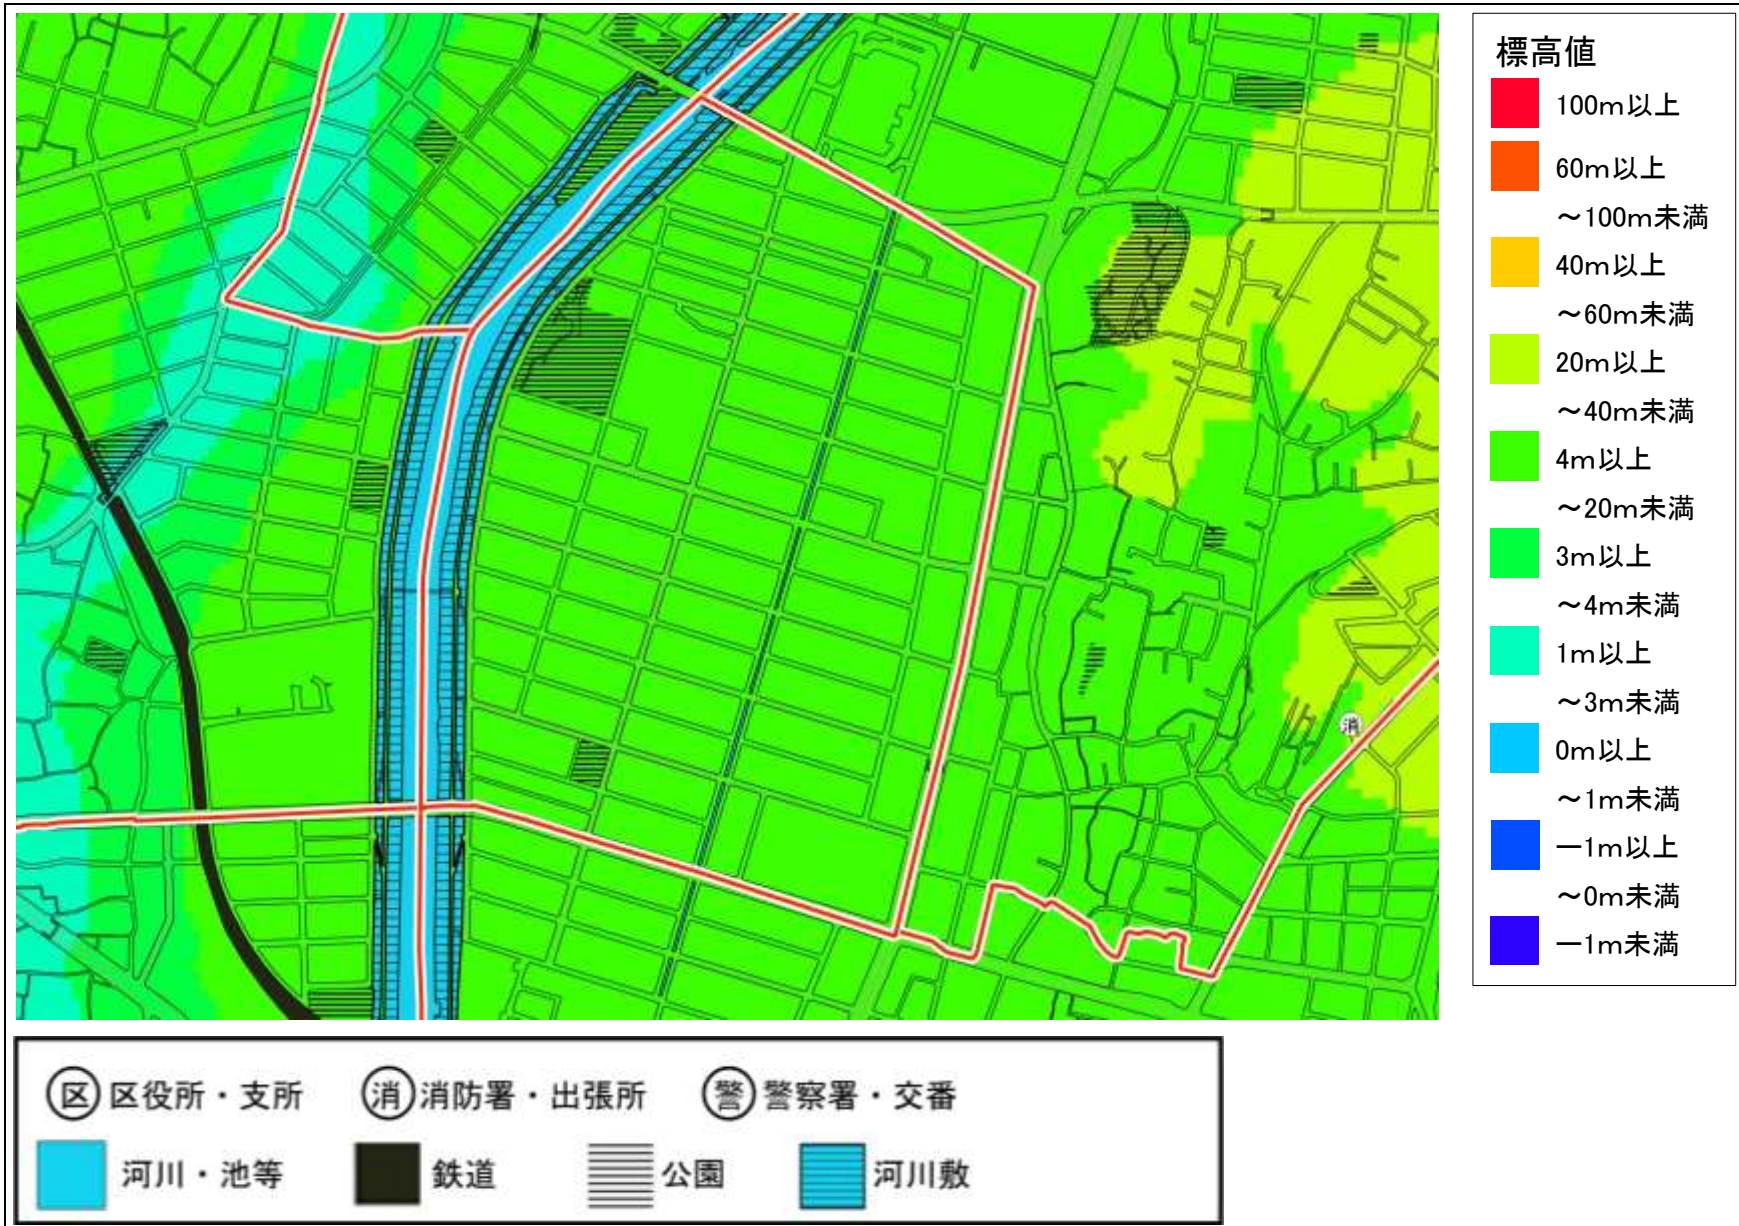 標高値
100m以上
60m以上
～100m未満
40m以上
～60m未満
20m以上
～40m未満
4m以上
～20m未満
3m以上
～4m未満
1m以上
～3m未満
0m以上
～1m未満
－1m以上
～0m未満
－1m未満
消
区 区役所・支所 消 消防署・出張所 警 警察署・交番
河川・池等 鉄道 公園 河川敷